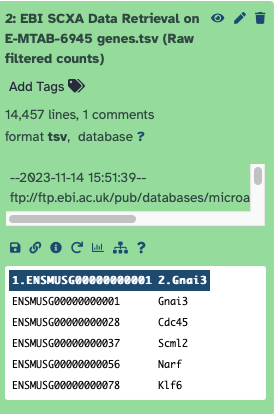 2: EBI SCXA Data Retrieval on
E-MTAB-6945 genes.tsv (Raw
filtered counts)
Add Tags
14,457 lines, 1 comments
format tsv, database ?
--2023-11-14 15:51:39--
ftp://ftp.ebi.ac.uk/pub/databases/microa
1.ENSMUSG00000000001 2.Gnai3
ENSMUSG00000000001 Gnai3
ENSMUSG00000000028 Cdc45
ENSMUSG00000000037 Scml2
ENSMUSG00000000056 Narf
ENSMUSG00000000078 Klf6